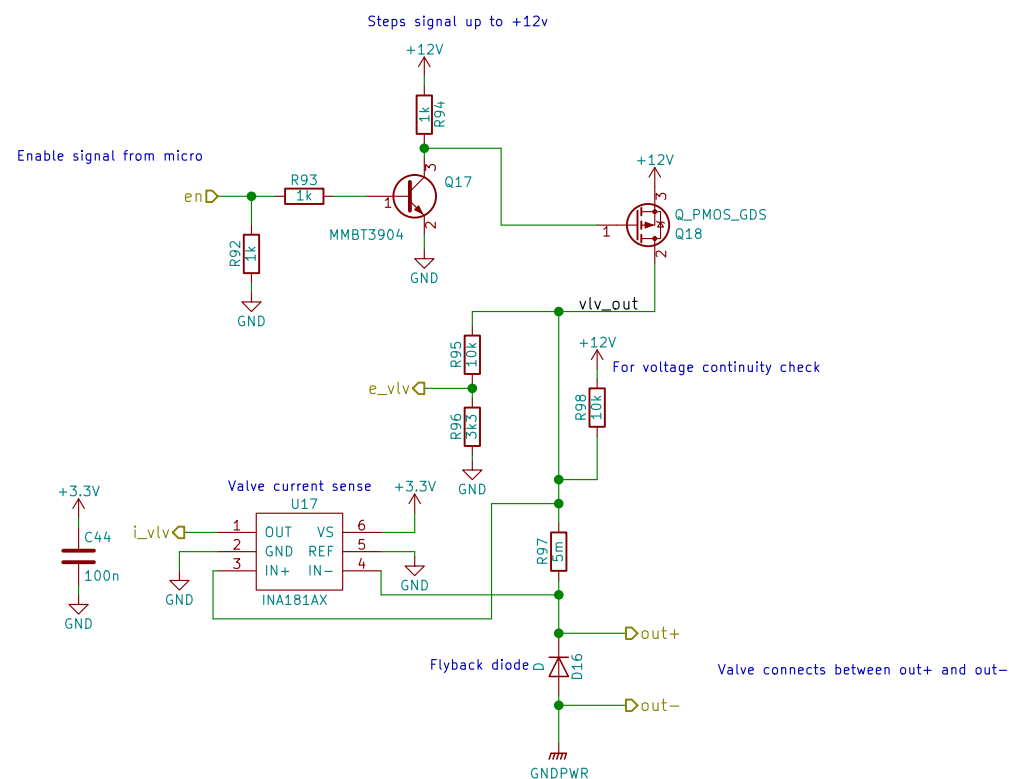 Steps signal up to +12v
+12V
1k
R94
Enable signal from micro
3
+12V
en
R93
1k
1
Q17
3
2
MMBT3904
Q_PMOS_GDS
Q18
1
2
R92
1k
GND
GND
vlv_out
+12V
For voltage continuity check
R95
10k
e_vlv
R98
10k
R96
3k3
GND
Valve current sense
+3.3V
+3.3V
U17
i_vlv
1
OUT
VS
6
2
GND
REF
5
3
IN+
IN-
4
C44
100n
R97
5m
GND
GND
INA181AX
GND
out+
Flyback diode
D
D16
Valve connects between out+ and out-
out-
GNDPWR